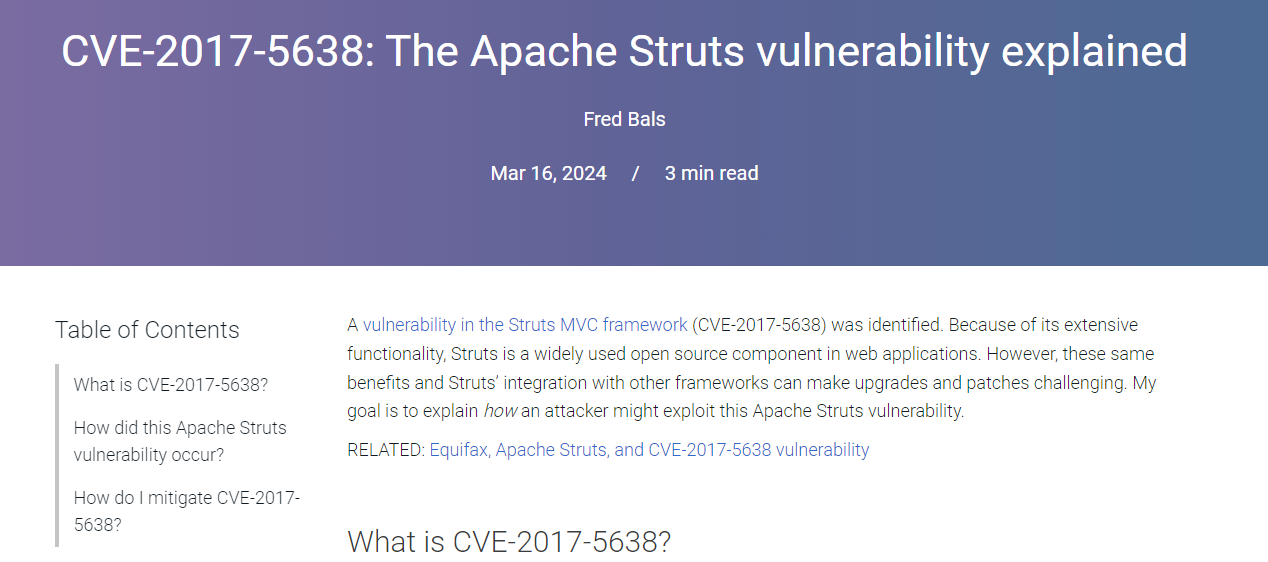 CVE-2017-5638: The Apache Struts vulnerability explained
Fred Bals
Mar 16, 2024 / 3 min read
Table of Contents
What is CVE-2017-5638?
How did this Apache Struts
vulnerability occur?
How do I mitigate CVE-2017-
5638?
A vulnerability in the Struts MVC framework (CVE-2017-5638) was identified. Because of its extensive
functionality, Struts is a widely used open source component in web applications. However, these same
benefits and Struts’ integration with other frameworks can make upgrades and patches challenging. My
goal is to explain how an attacker might exploit this Apache Struts vulnerability.
RELATED: Equifax, Apache Struts, and CVE-2017-5638 vulnerability
What is CVE-2017-5638?